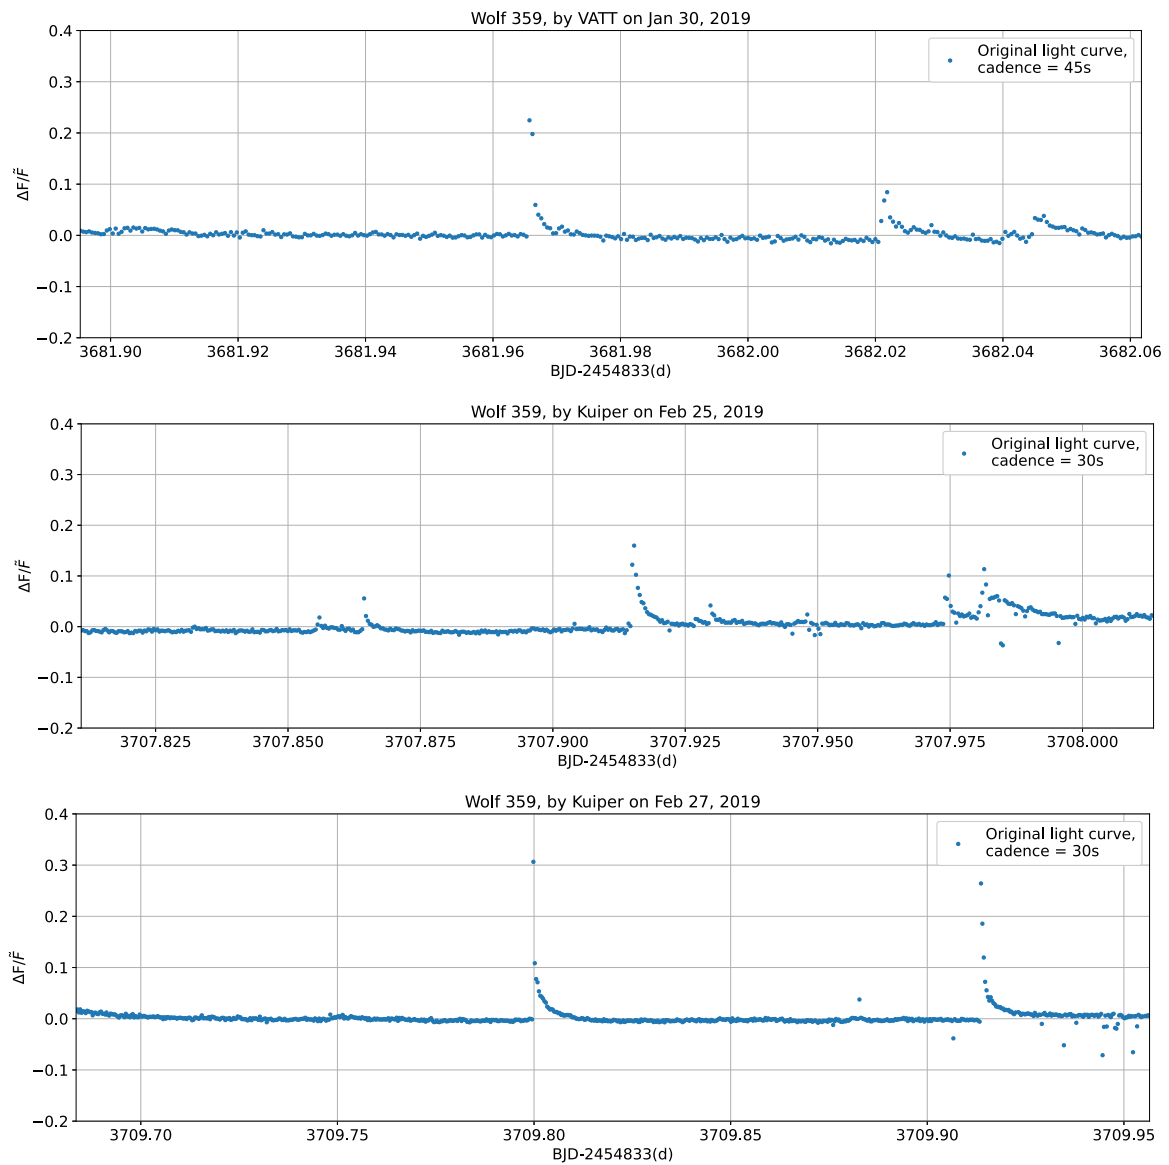 Wolf 359, by VATT on Jan 30, 2019
0.4
0.3
0.2
0.1
0.0
−0.1
−0.2
ΔF/F̃
Original light curve,
cadence = 45s
3681.90 3681.92 3681.94 3681.96 3681.98 3682.00 3682.02 3682.04 3682.06
BJD-2454833(d)
Wolf 359, by Kuiper on Feb 25, 2019
0.4
0.3
0.2
0.1
0.0
−0.1
−0.2
ΔF/F̃
Original light curve,
cadence = 30s
3707.825 3707.850 3707.875 3707.900 3707.925 3707.950 3707.975 3708.000
BJD-2454833(d)
Wolf 359, by Kuiper on Feb 27, 2019
0.4
0.3
0.2
0.1
0.0
−0.1
−0.2
ΔF/F̃
Original light curve,
cadence = 30s
3709.70 3709.75 3709.80 3709.85 3709.90 3709.95
BJD-2454833(d)